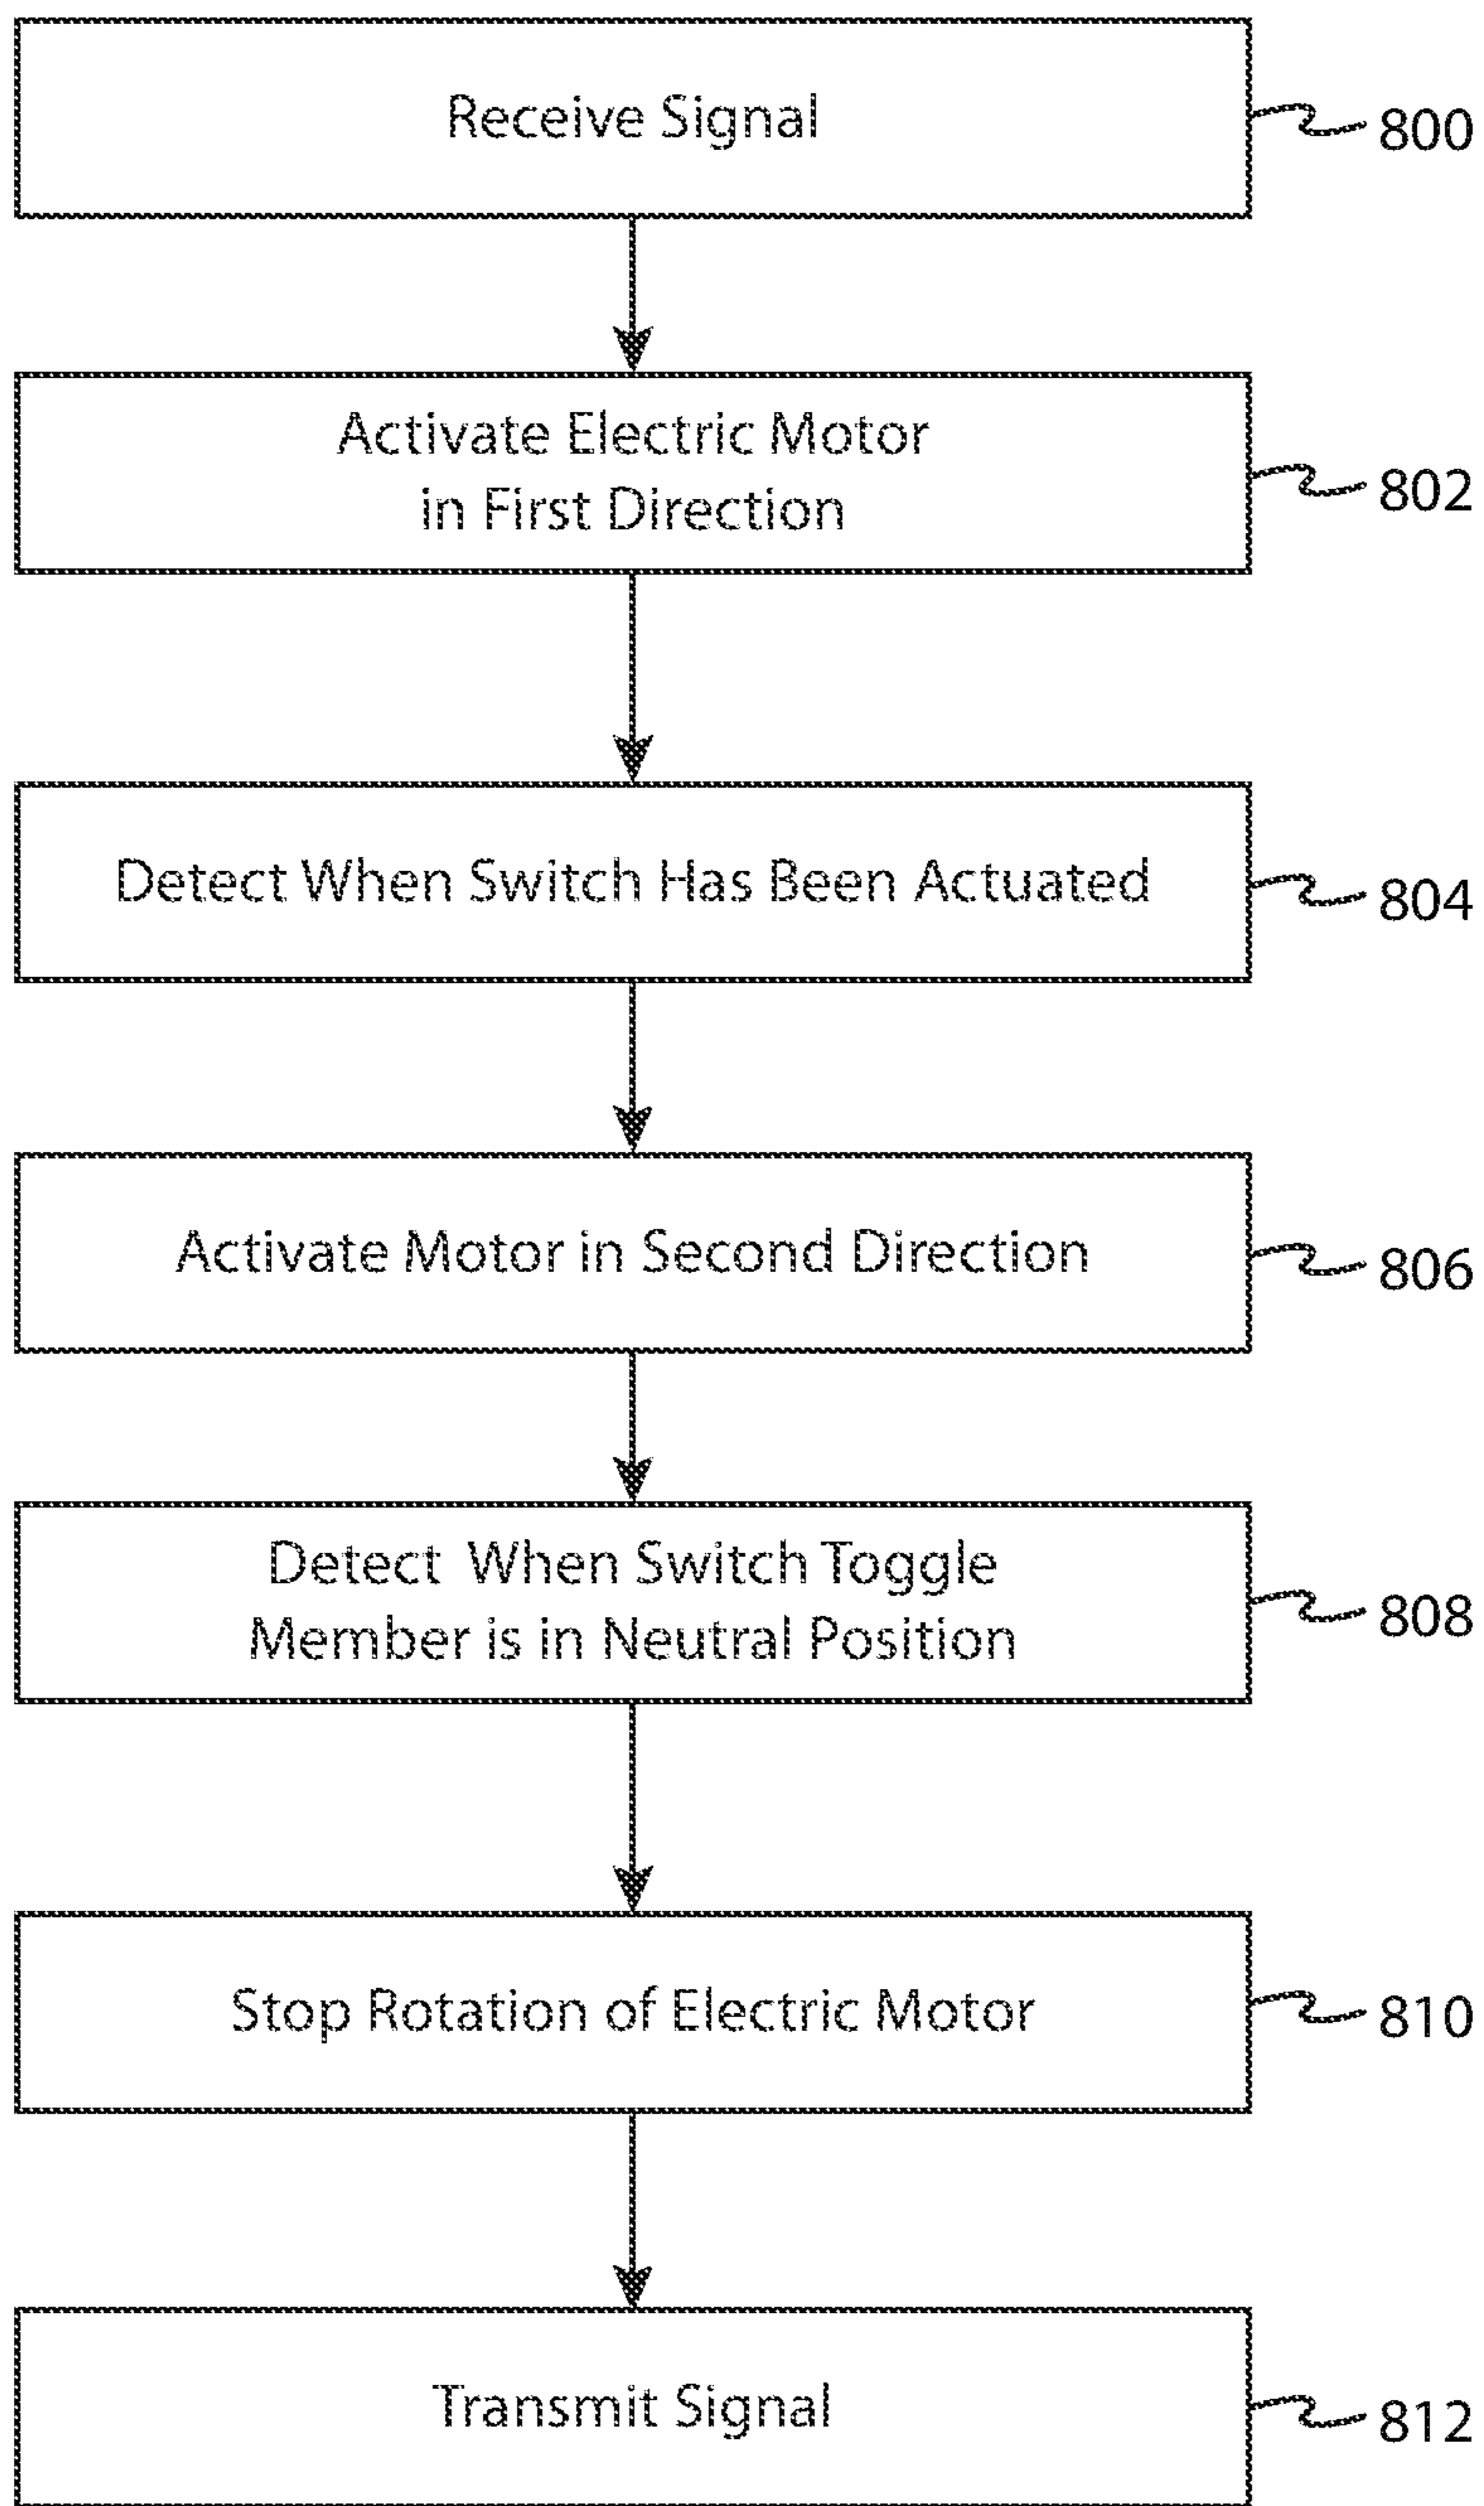 Receive Signal
800
Activate Electric Motor
in First Direction
802
Detect When Switch Has Been Actuated
804
Activate Motor in Second Direction
806
Detect When Switch Toggle
Member is in Neutral Position
808
Stop Rotation of Electric Motor
810
Transmit Signal
812